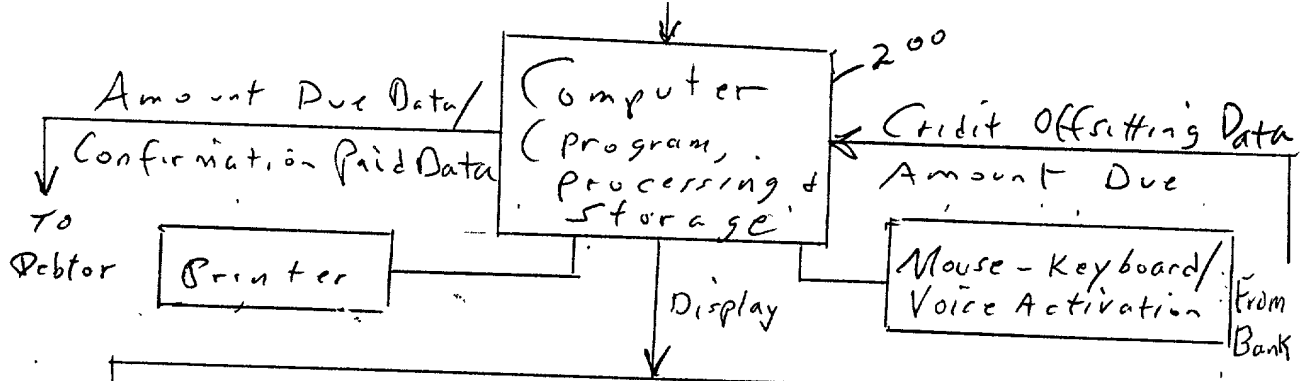 200
Amount Due Data/
Confirmation Paid Data
To
Debtor
Computer
(program,
processing &
storage
Credit Offsetting Data
Amount Due
Printer
Display
Mouse-Keyboard/
Voice Activation
From
Bank